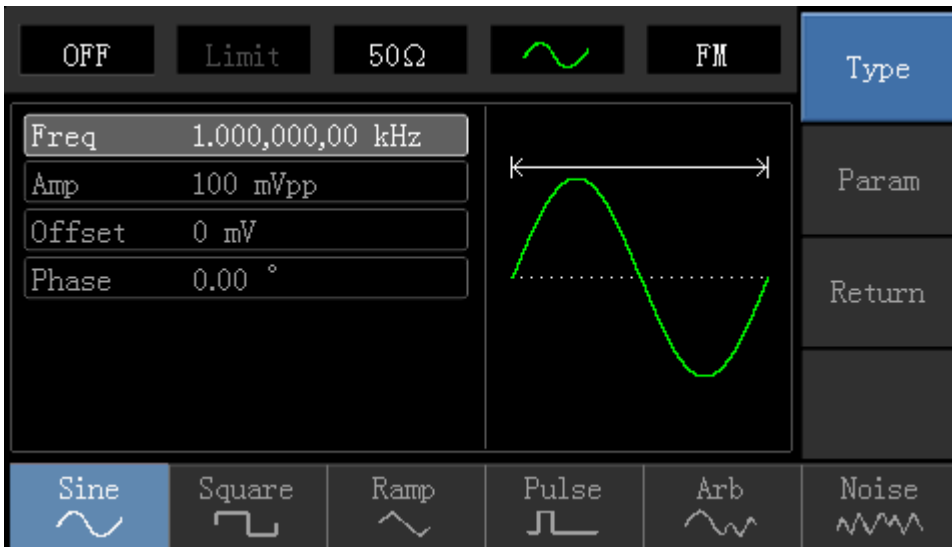 OFF Limit 50Ω FM
Type
Freq 1.000,000,00 kHz
Amp 100 mVpp
Offset 0 mV
Phase 0.00 °
Param
Return
Sine Square Ramp Pulse Arb Noise